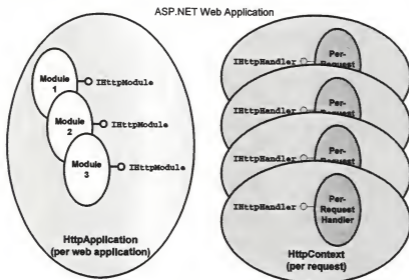 ASP.NET Web Application
Module
1
IHttpModule
Module
2
IHttpModule
Module
3
IHttpModule
HttpApplication
(per web application)
IHttpHandler
Per-
Request
IHttpHandler
Per-
Request
IHttpHandler
Per-
Request
IHttpHandler
Per-
Request
Handler
HttpContext
(per request)